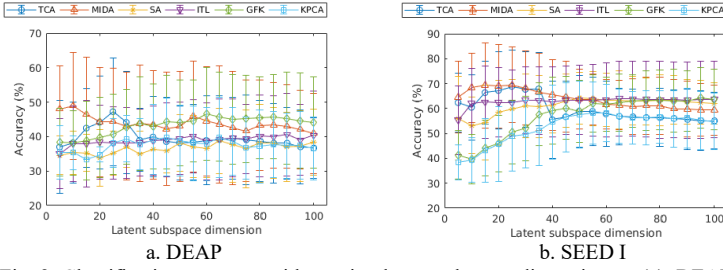 TCA MIDA SA ITL GFK KPCA
70
60
50
40
30
20
Accuracy (%)
0 20 40 60 80 100
Latent subspace dimension
a. DEAP
TCA MIDA SA ITL GFK KPCA
90
80
70
60
50
40
30
20
Accuracy (%)
0 20 40 60 80 100
Latent subspace dimension
b. SEED I